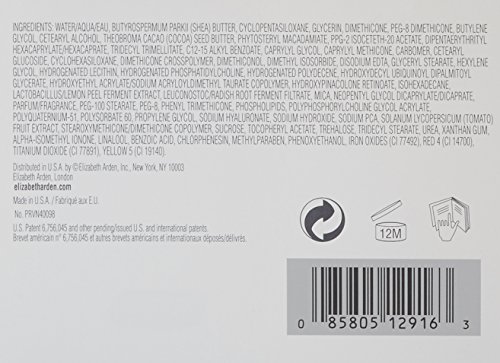 INGREDIENTS: WATER/AQUA/EAU, BUTYROSPERMUM PARKII (SHEA) BUTTER, CYCLOPENTASILOXANE, GLYCERIN, DIMETHICONE, PEG-8 DIMETHICONE, BUTYLENE
GLYCOL, CETEARYL ALCOHOL, THEOBROMA CACAO (COCOA) SEED BUTTER, PHYTOSTERYL MACADAMIATE, PPG-2 ISOCETETH-20 ACETATE, DIPENTAERYTHRITYL
HEXACAPRYLATE/HEXACAPRATE, TRIDECYL TRIMELLITATE, C12-15 ALKYL BENZOATE, CAPRYLYL GLYCOL, CAPRYLYL METHICONE, CARBOMER, CETEARYL
GLUCOSIDE, CYCLOHEXASILOXANE, DIMETHICONE CROSSPOLYMER, DIMETHICONOL, DIMETHYL ISOSORBIDE, DISODIUM EDTA, GLYCERYL STEARATE, HEXYLENE
GLYCOL, HYDROGENATED LECITHIN, HYDROGENATED PHOSPHATIDYLCHOLINE, HYDROGENATED POLYDECENE, HYDROXYDECYL UBIQUINOYL DIPALMITOYL
GLYCERATE, HYDROXYETHYL ACRYLATE/SODIUM ACRYLOYLDIMETHYL TAURATE COPOLYMER, HYDROXYPINACOLONE RETINOATE, ISOHEXADECANE,
LACTOBACILLUS/LEMON PEEL FERMENT EXTRACT, LEUCONOSTOC/RADISH ROOT FERMENT FILTRATE, MICA, NEOPENTYL GLYCOL DICAPRYLATE/DICAPRATE,
PARFUM/FRAGRANCE, PEG-100 STEARATE, PEG-8, PHENYL TRIMETHICONE, PHOSPHOLIPIDS, POLYPHOSPHORYLCHOLINE GLYCOL ACRYLATE,
POLYQUATERNIUM-51, POLYSORBATE 60, PROPYLENE GLYCOL, SODIUM HYALURONATE, SODIUM HYDROXIDE, SODIUM PCA, SOLANUM LYCOPERSICUM (TOMATO)
FRUIT EXTRACT, STEAROXYMETHICONE/DIMETHICONE COPOLYMER, SUCROSE, TOCOPHERYL ACETATE, TREHALOSE, TRIDECYL STEARATE, UREA, XANTHAN GUM,
ALPHA-ISOMETHYL IONONE, LINALOOL, BENZOIC ACID, CHLORPHENESIN, METHYLPARABEN, PHENOXYETHANOL, IRON OXIDES (CI 77492), RED 4 (CI 14700),
TITANIUM DIOXIDE (CI 77891), YELLOW 5 (CI 19140).
Distributed in U.S.A. by ©Elizabeth Arden, Inc., New York, NY 10003
Elizabeth Arden, London
elizabetharden.com
Made in U.S.A. / Fabriqué aux E.U.
No. PRVN40098
U.S. Patent 6,756,045 and other pending/issued U.S. and international patents.
Brevet américain n° 6,756,045 et autres brevets américains et internationaux déposés/délivrés.
12M
0 85805 12916 3